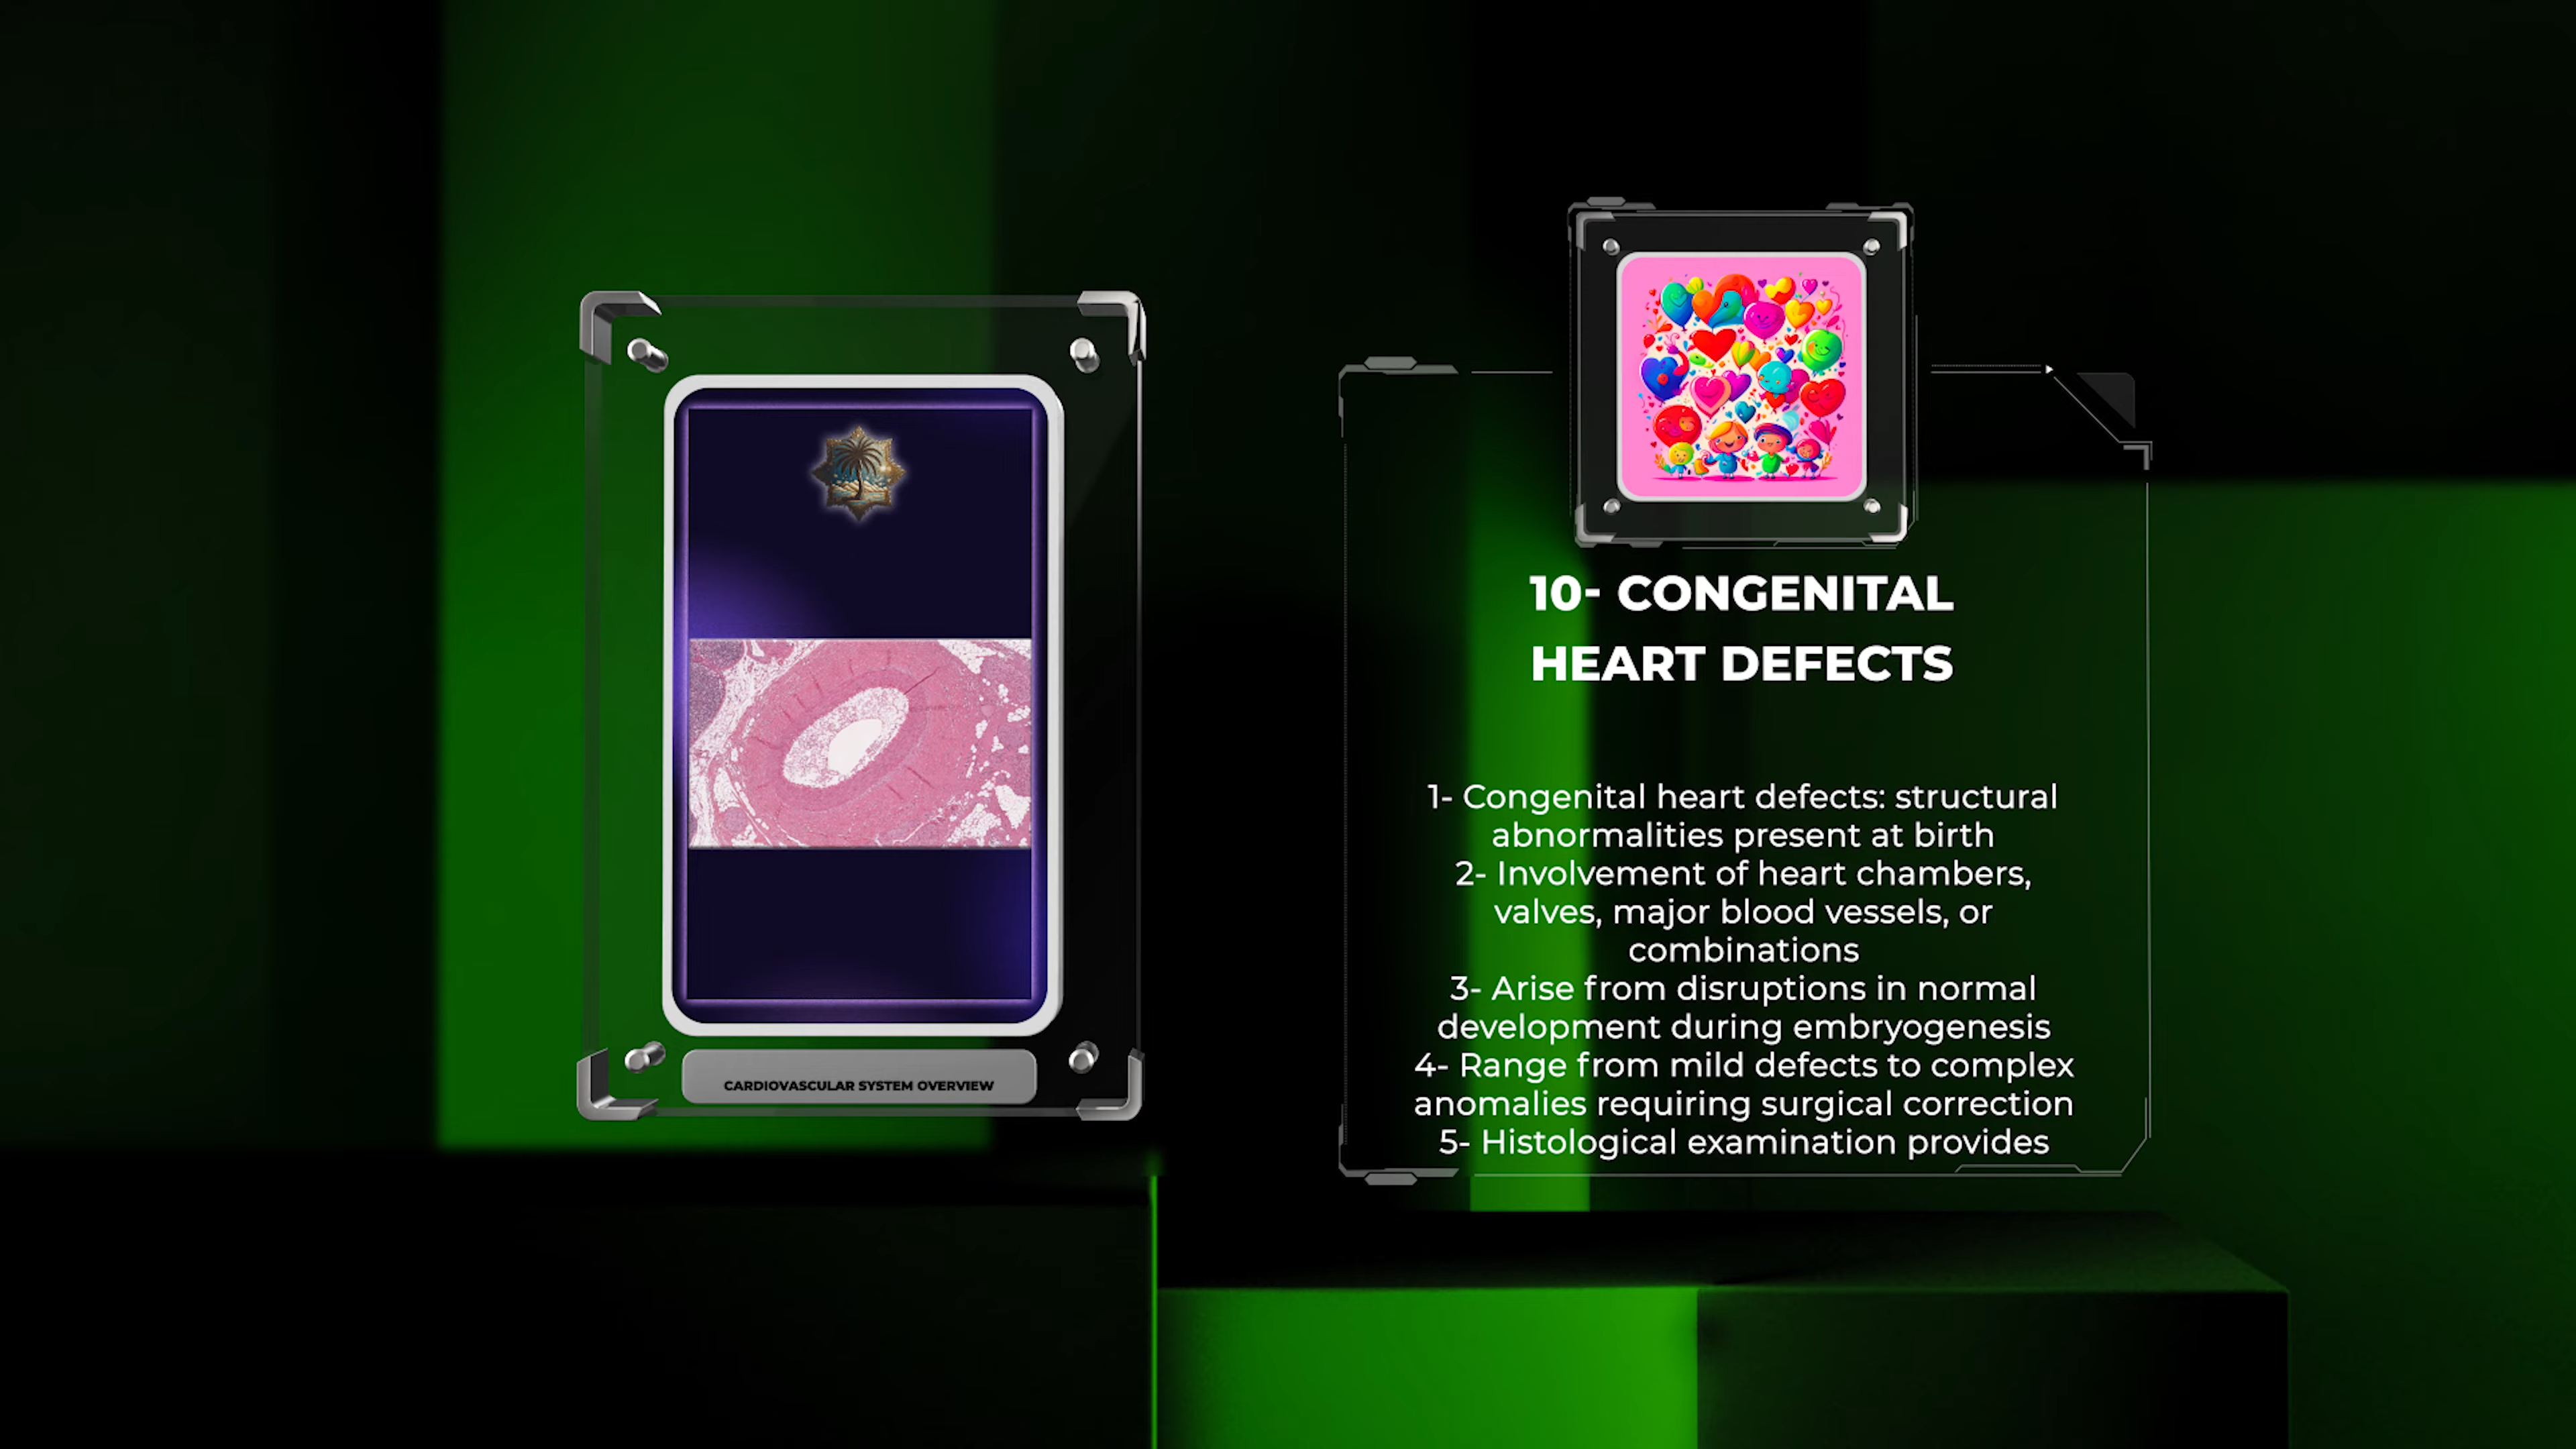 CARDIOVASCULAR SYSTEM OVERVIEW
10- CONGENITAL
HEART DEFECTS
1- Congenital heart defects: structural
abnormalities present at birth
2- Involvement of heart chambers,
valves, major blood vessels, or
combinations
3- Arise from disruptions in normal
development during embryogenesis
4- Range from mild defects to complex
anomalies requiring surgical correction
5- Histological examination provides